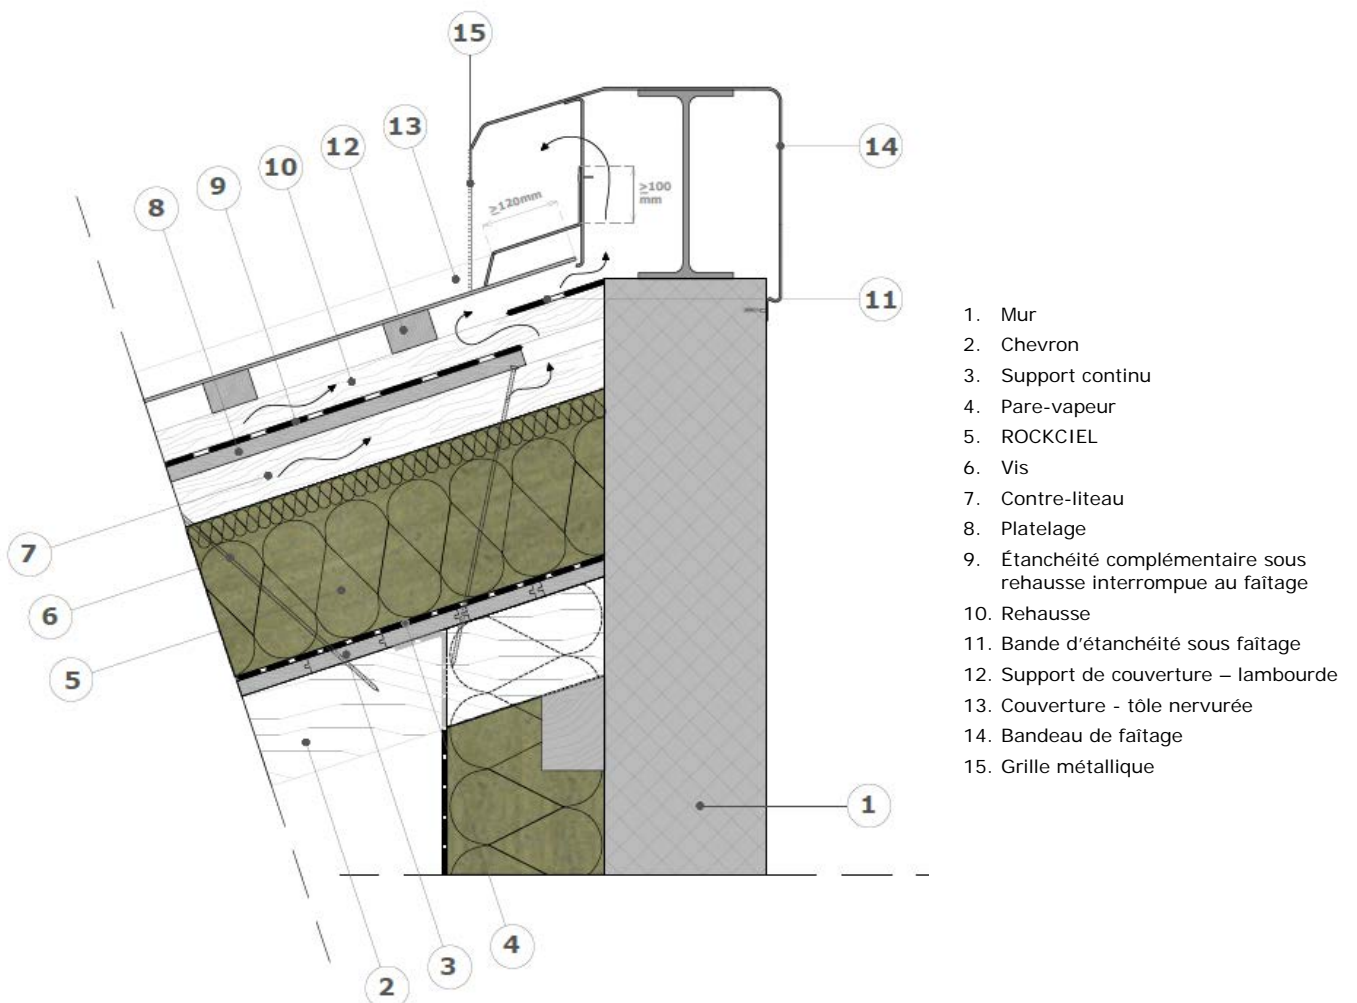 15
13
14
12
10
9
8
≥120mm
≥100
mm
11
7
6
5
1
4
3
2
1. Mur
2. Chevron
3. Support continu
4. Pare-vapeur
5. ROCKCIEL
6. Vis
7. Contre-liteau
8. Platelage
9. Étanchéité complémentaire sous
rehausse interrompue au faîtage
10. Rehausse
11. Bande d'étanchéité sous faîtage
12. Support de couverture – lambourde
13. Couverture - tôle nervurée
14. Bandeau de faîtage
15. Grille métallique